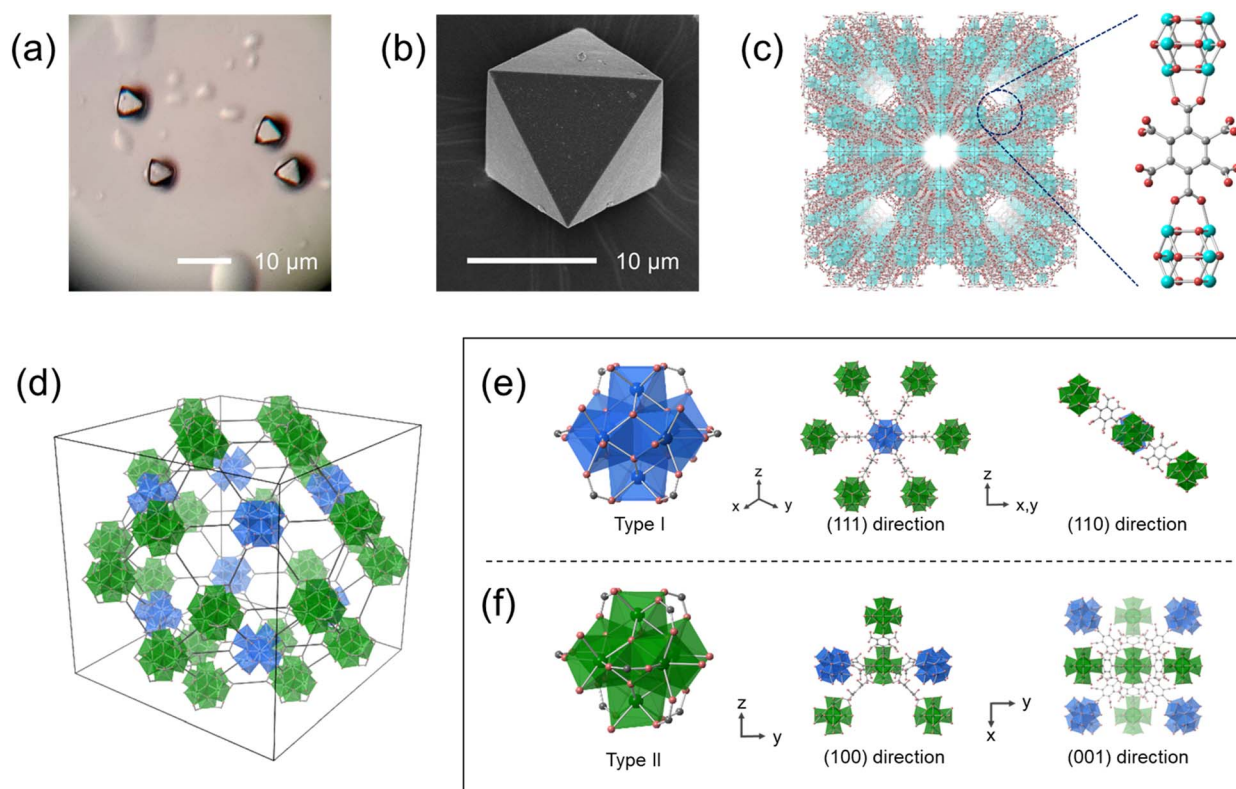 (a)
10 µm
(b)
10 µm
(c)
(d)
(e)
Type I
z
x
y
(111) direction
z
x,y
(110) direction
(f)
Type II
z
y
(100) direction
y
x
(001) direction